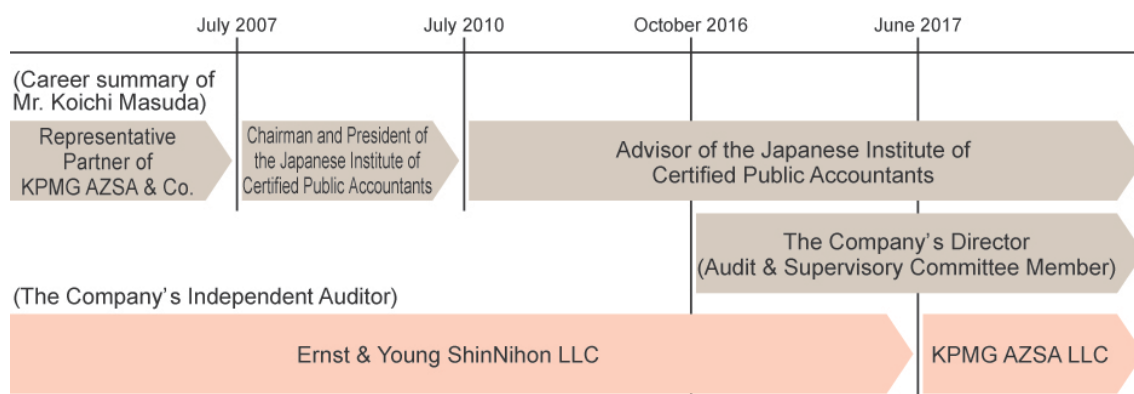 July 2007
July 2010
October 2016
June 2017
(Career summary of
Mr. Koichi Masuda)
Representative
Partner of
KPMG AZSA & Co.
Chairman and President of
the Japanese Institute of
Certified Public Accountants
Advisor of the Japanese Institute of
Certified Public Accountants
The Company's Director
(Audit & Supervisory Committee Member)
(The Company's Independent Auditor)
Ernst & Young ShinNihon LLC
KPMG AZSA LLC